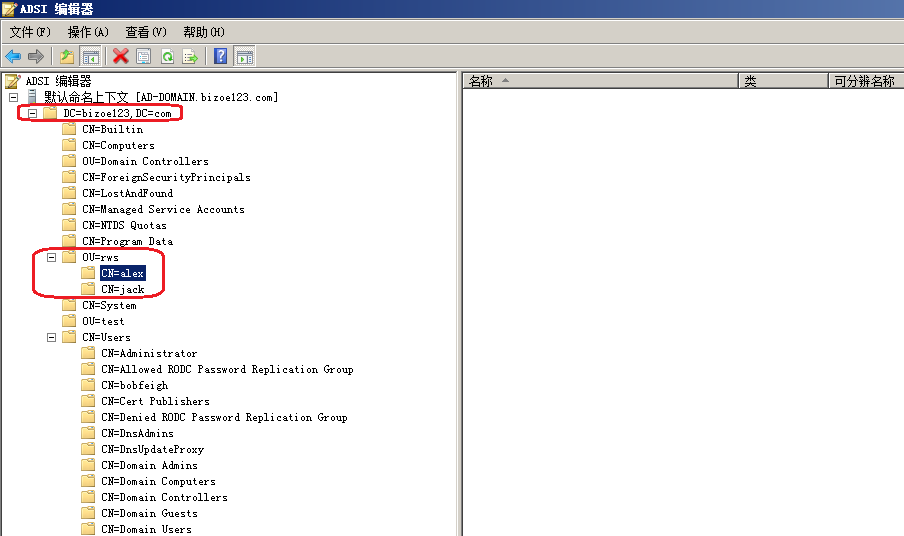 ADSI 编辑器
文件(F) 操作(A) 查看(V) 帮助(H)
ADSI 编辑器
默认命名上下文 [AD-DOMAIN.bizoe123.com]
DC=bizoe123,DC=com
CN=Builtin
CN=Computers
OU=Domain Controllers
CN=ForeignSecurityPrincipals
CN=LostAndFound
CN=Managed Service Accounts
CN=NTDS Quotas
CN=Program Data
OU=rws
CN=alex
CN=jack
CN=System
OU=test
CN=Users
CN=Administrator
CN=Allowed RODC Password Replication Group
CN=bobfeigh
CN=Cert Publishers
CN=Denied RODC Password Replication Group
CN=DnsAdmins
CN=DnsUpdateProxy
CN=Domain Admins
CN=Domain Computers
CN=Domain Controllers
CN=Domain Guests
CN=Domain Users
名称 类 可分辨名称